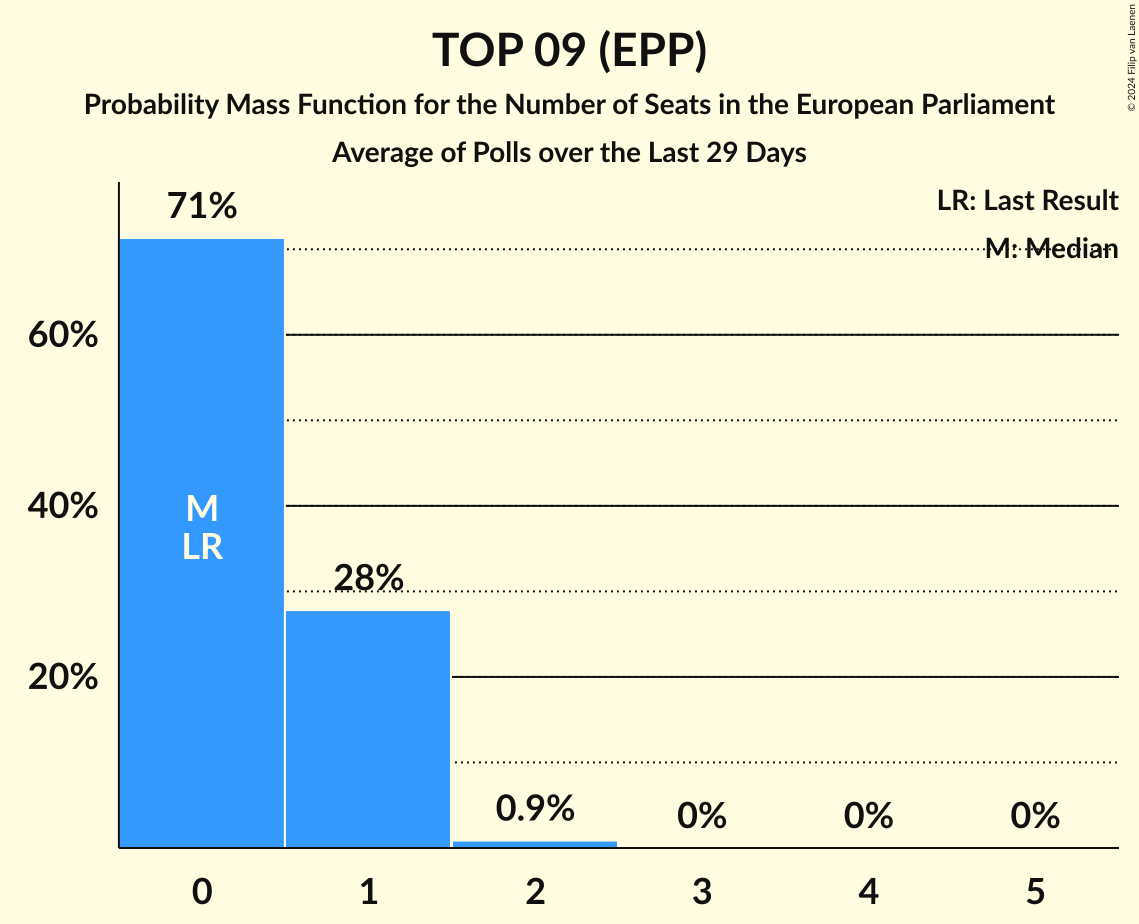 TOP 09 (EPP)
Probability Mass Function for the Number of Seats in the European Parliament
Average of Polls over the Last 29 Days
© 2024 Filip van Laenen
LR: Last Result
M: Median
71%
60%
40%
20%
M
LR
28%
0.9%
0%
0%
0%
0
1
2
3
4
5